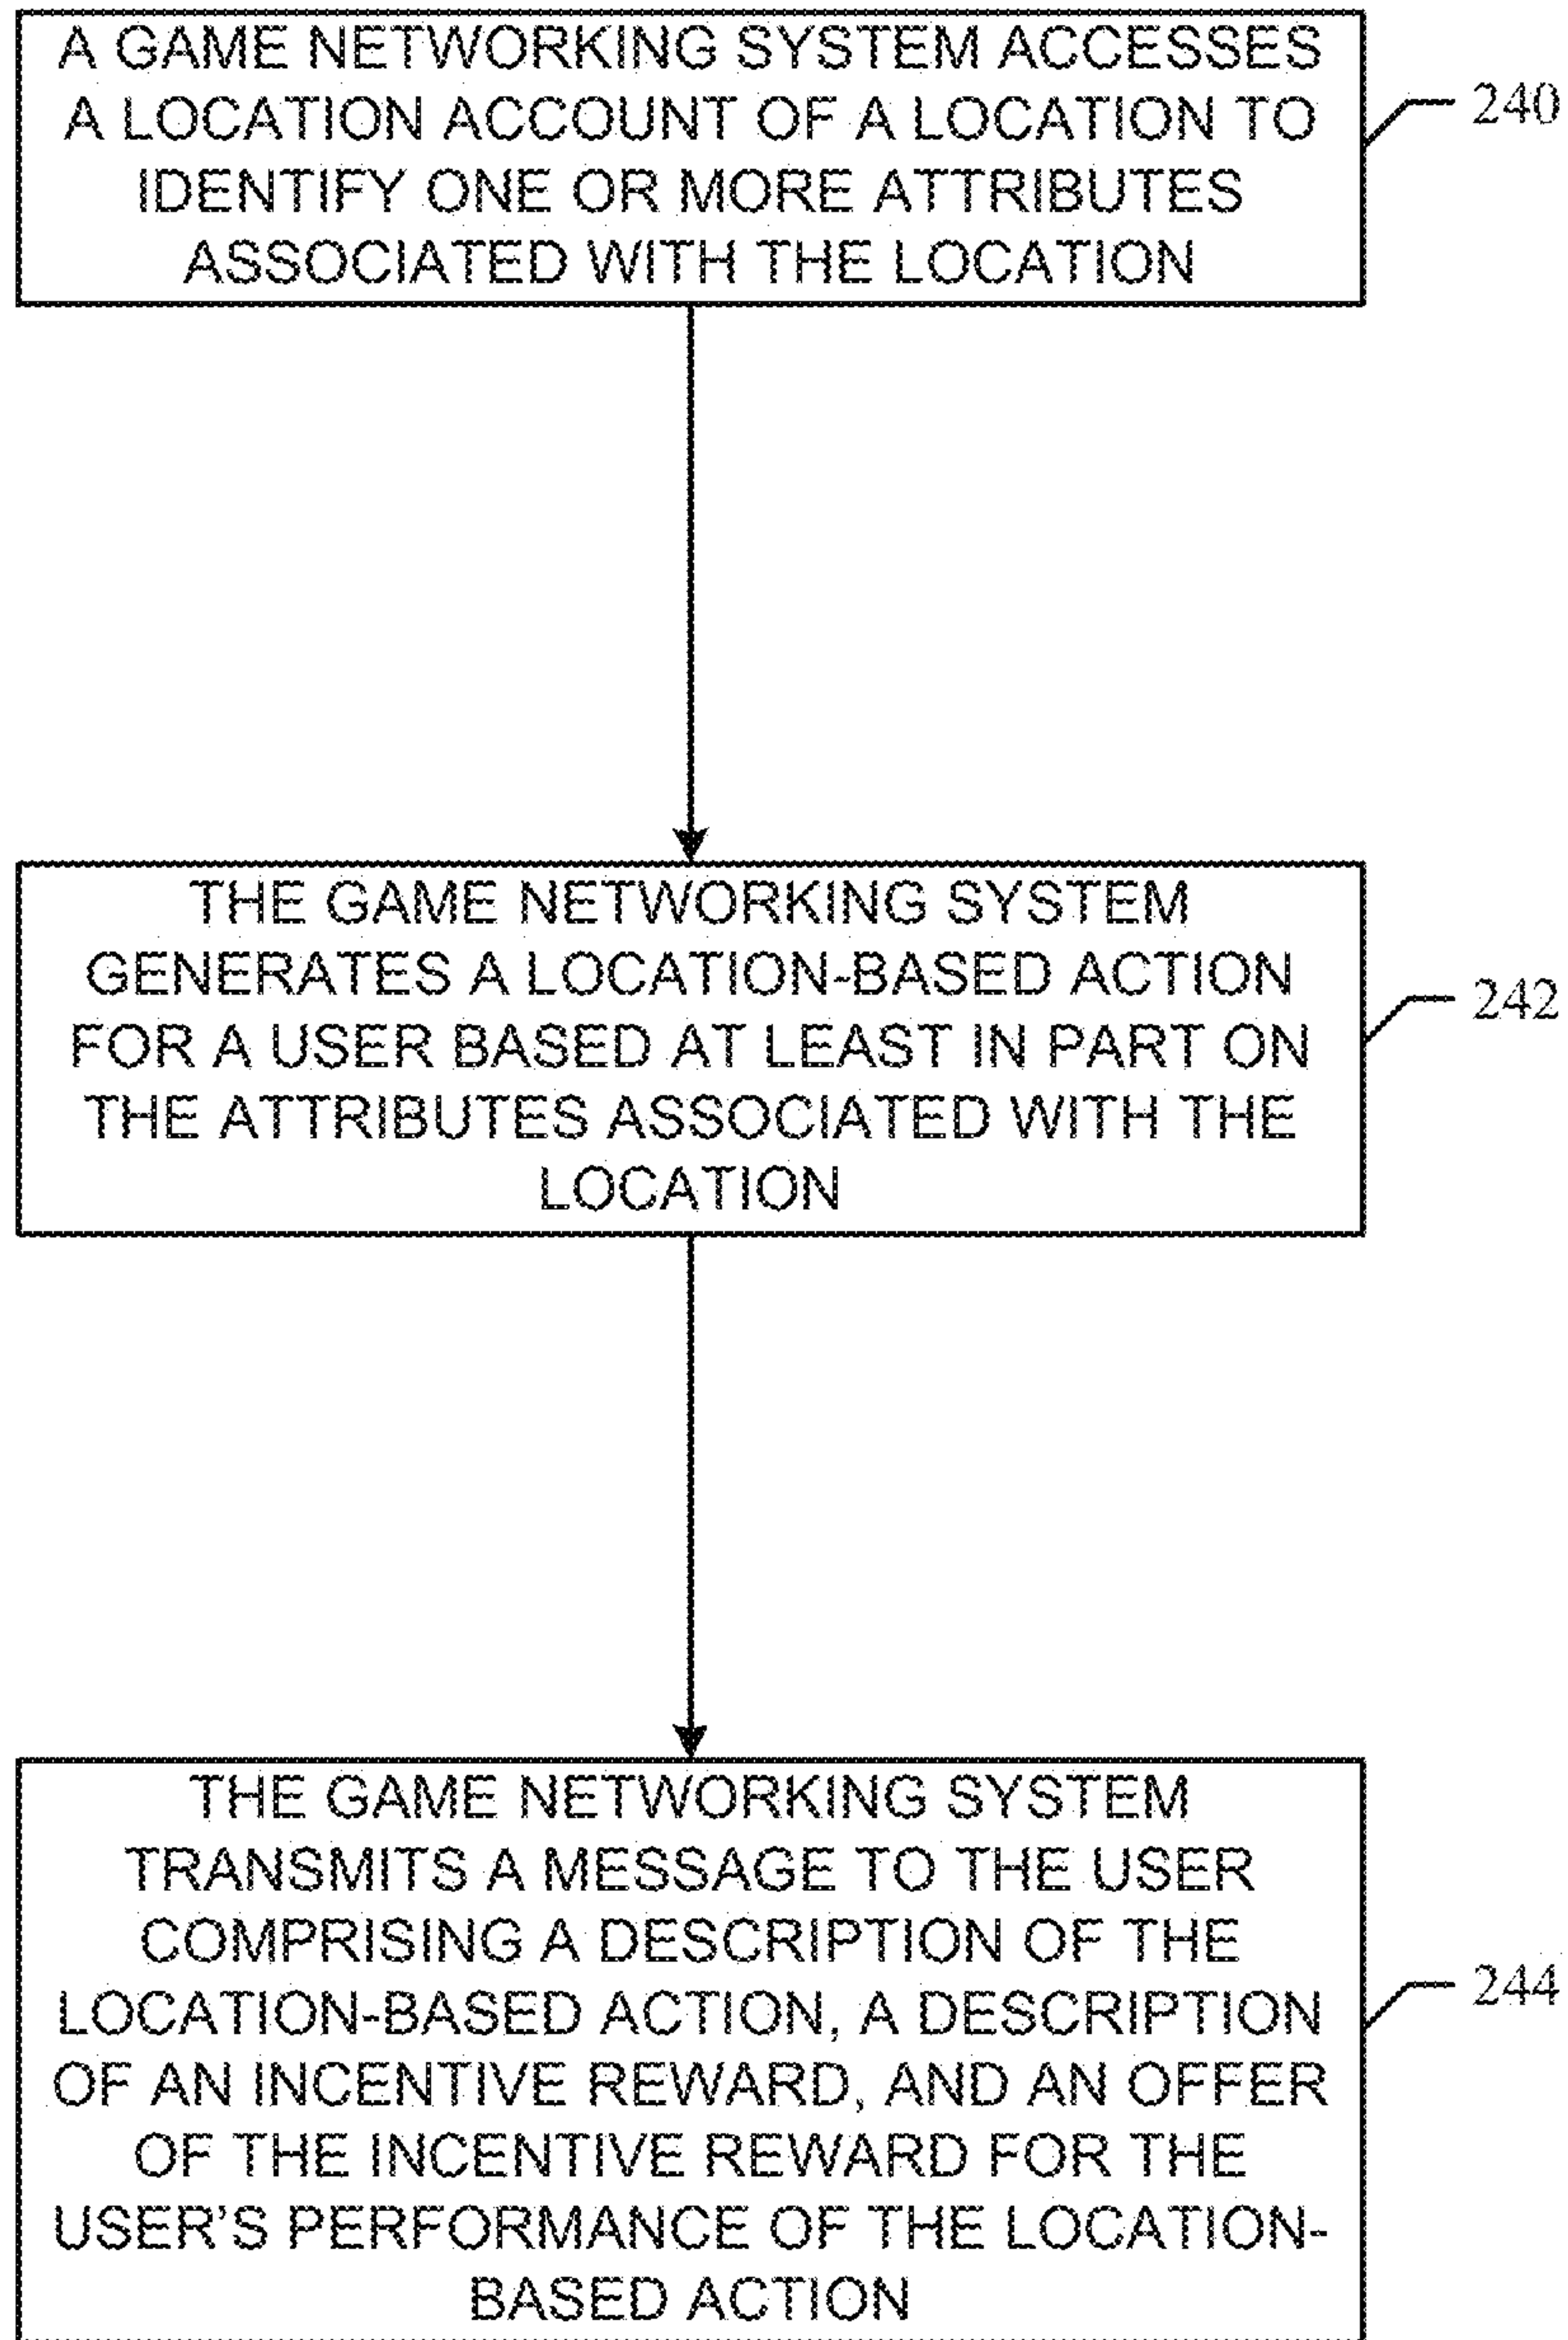 A GAME NETWORKING SYSTEM ACCESSES
A LOCATION ACCOUNT OF A LOCATION TO
IDENTIFY ONE OR MORE ATTRIBUTES
ASSOCIATED WITH THE LOCATION
240
THE GAME NETWORKING SYSTEM
GENERATES A LOCATION-BASED ACTION
FOR A USER BASED AT LEAST IN PART ON
THE ATTRIBUTES ASSOCIATED WITH THE
LOCATION
242
THE GAME NETWORKING SYSTEM
TRANSMITS A MESSAGE TO THE USER
COMPRISING A DESCRIPTION OF THE
LOCATION-BASED ACTION, A DESCRIPTION
OF AN INCENTIVE REWARD, AND AN OFFER
OF THE INCENTIVE REWARD FOR THE
USER'S PERFORMANCE OF THE LOCATION-
BASED ACTION
244